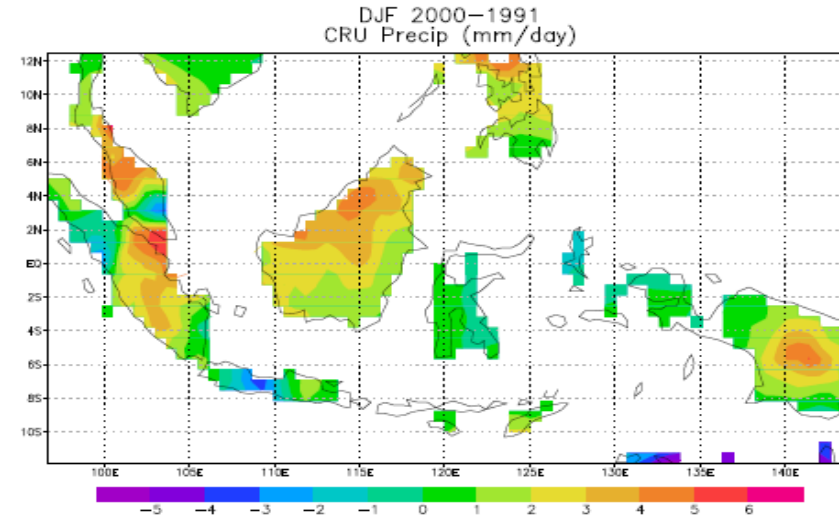 DJF 2000−1991
CRU Precip (mm/day)
12N
10N
8N
6N
4N
2N
EQ
2S
4S
6S
8S
10S
100E 105E 110E 115E 120E 125E 130E 135E 140E
−5 −4 −3 −2 −1 0 1 2 3 4 5 6